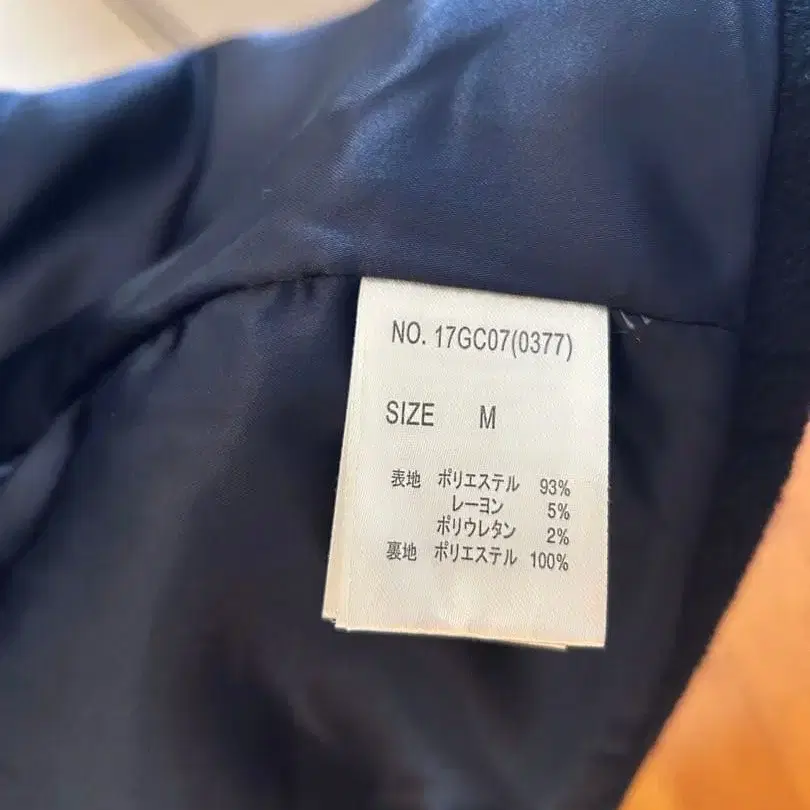 NO. 17GC07(0377)
SIZE M
表地 ポリエステル 93%
レーヨン 5%
ポリウレタン 2%
裏地 ポリエステル 100%